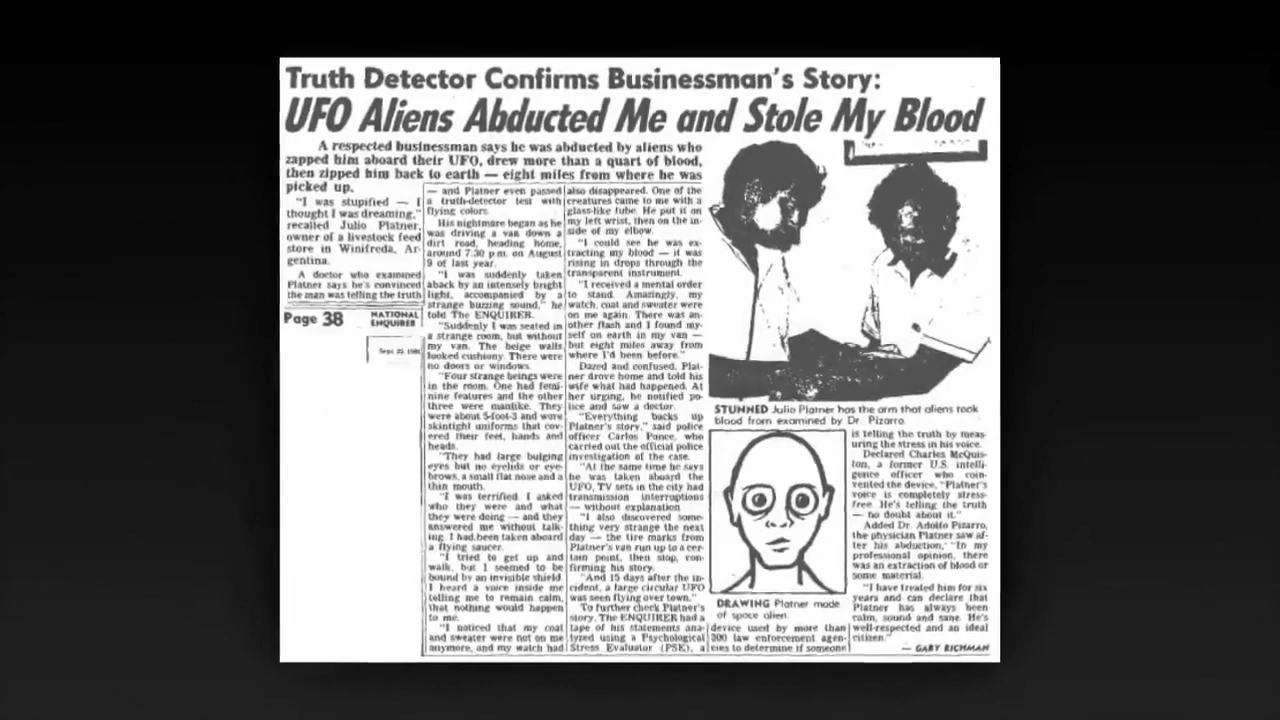 Truth Detector Confirms Businessman's Story:
UFO Aliens Abducted Me and Stole My Blood
A respected businessman says he was abducted by aliens who
zapped him aboard their UFO, drew more than a quart of blood,
then zipped him back to earth — eight miles from where he was
picked up.
"I was stupified — I
thought I was dreaming,"
recalled Julio Platner,
owner of a livestock feed
store in Winifreda, Ar-
gentina.
A doctor who examined
Platner says he's convinced
the man was telling the truth
Page 38
NATIONAL
ENQUIRER
— and Platner even passed
a truth-detector test with
flying colors.
His nightmare began as he
was driving a van down a
dirt road, heading home,
around 7:30 p.m. on August
9 of last year.
"I was suddenly taken
aback by an intensely bright
light, accompanied by a
strange buzzing sound," he
told The ENQUIRER.
"Suddenly I was seated in
a strange room, but without
my van. The beige walls
looked cushiony. There were
no doors or windows.
"Four strange beings were
in the room. One had femi-
nine features and the other
three were manlike. They
were about 5-foot-3 and wore
skintight uniforms that cov-
ered their feet, hands and
heads.
"They had large bulging
eyes but no eyelids or eye-
brows, a small flat nose and a
thin mouth.
"I was terrified. I asked
who they were and what
they were doing — and they
answered me without talk-
ing. I had been taken aboard
a flying saucer.
"I tried to get up and
walk, but I seemed to be
bound by an invisible shield.
I heard a voice inside me
telling me to remain calm,
that nothing would happen
to me.
"I noticed that my coat
and sweater were not on me
anymore, and my watch had
also disappeared. One of the
creatures came to me with a
glass-like tube. He put it on
my left wrist, then on the in-
side of my elbow.
"I could see he was ex-
tracting my blood — it was
rising in drops through the
transparent instrument.
"I received a mental order
to stand. Amazingly, my
watch, coat and sweater were
on me again. There was an-
other flash and I found my-
self on earth in my van —
but eight miles away from
where I'd been before."
Dazed and confused, Plat-
ner drove home and told his
wife what had happened. At
her urging, he notified po-
lice and saw a doctor.
"Everything backs up
Platner's story," said police
officer Carlos Ponce, who
carried out the official police
investigation of the case.
"At the same time he says
he was taken aboard the
UFO, TV sets in the city had
transmission interruptions
— without explanation.
"I also discovered some-
thing very strange the next
day — the tire marks from
Platner's van run up to a cer-
tain point, then stop, con-
firming his story.
"And 15 days after the in-
cident, a large circular UFO
was seen flying over town."
To further check Platner's
story, The ENQUIRER had a
tape of his statements ana-
lyzed using a Psychological
Stress Evaluator (PSE), a
STUNNED Julio Platner has the arm that aliens took
blood from examined by Dr. Pizarro.
DRAWING Platner made
of space alien.
device used by more than
300 law enforcement agen-
cies to determine if someone
is telling the truth by meas-
uring the stress in his voice.
Declared Charles McQuis-
ton, a former U.S. intelli-
gence officer who coin-
vented the device, "Platner's
voice is completely stress-
free. He's telling the truth
— no doubt about it."
Added Dr. Adolfo Pizarro,
the physician Platner saw af-
ter his abduction, "In my
professional opinion, there
was an extraction of blood or
some material.
"I have treated him for six
years and can declare that
Platner has always been
calm, sound and sane. He's
well-respected and an ideal
citizen."
— GARY RICHMAN